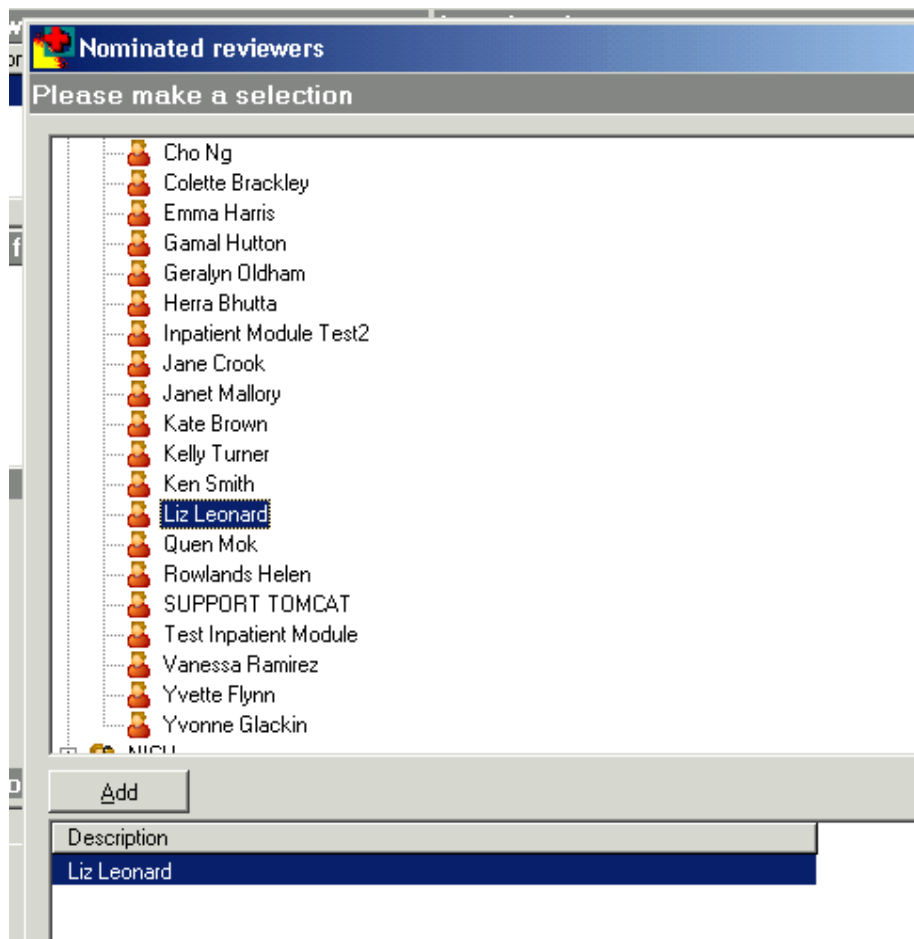 Nominated reviewers
Please make a selection
Cho Ng
Colette Brackley
Emma Harris
Gamal Hutton
Geralyn Oldham
Herra Bhutta
Inpatient Module Test2
Jane Crook
Janet Mallory
Kate Brown
Kelly Turner
Ken Smith
Liz Leonard
Quen Mok
Rowlands Helen
SUPPORT TOMCAT
Test Inpatient Module
Vanessa Ramirez
Yvette Flynn
Yvonne Glackin
Add
Description
Liz Leonard